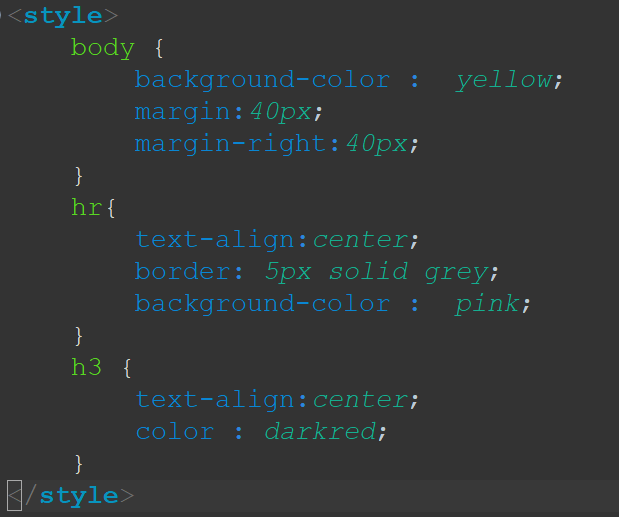 <style>
body {
background-color :  yellow;
margin:40px;
margin-right:40px;
}
hr{
text-align:center;
border: 5px solid grey;
background-color :  pink;
}
h3 {
text-align:center;
color : darkred;
}
</style>